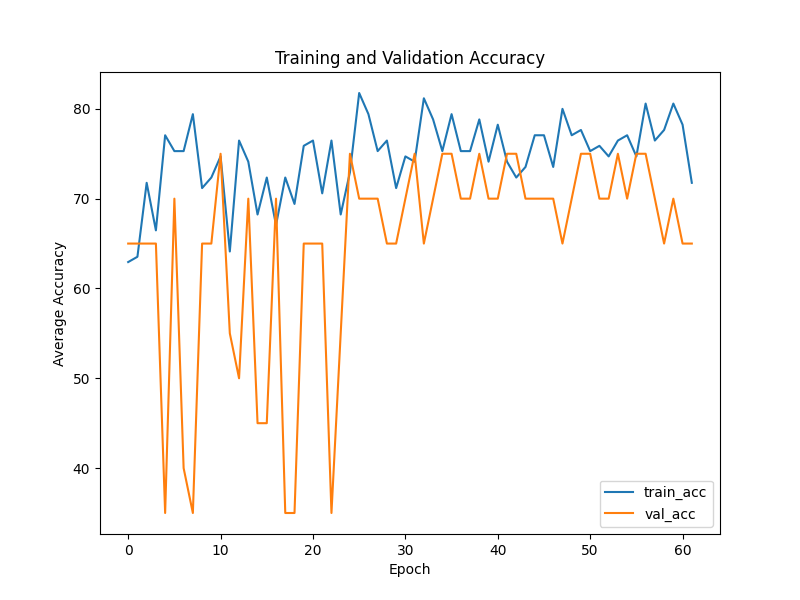 Training and Validation Accuracy
Average Accuracy
80
70
60
50
40
0 10 20 30 40 50 60
Epoch
train_acc
val_acc